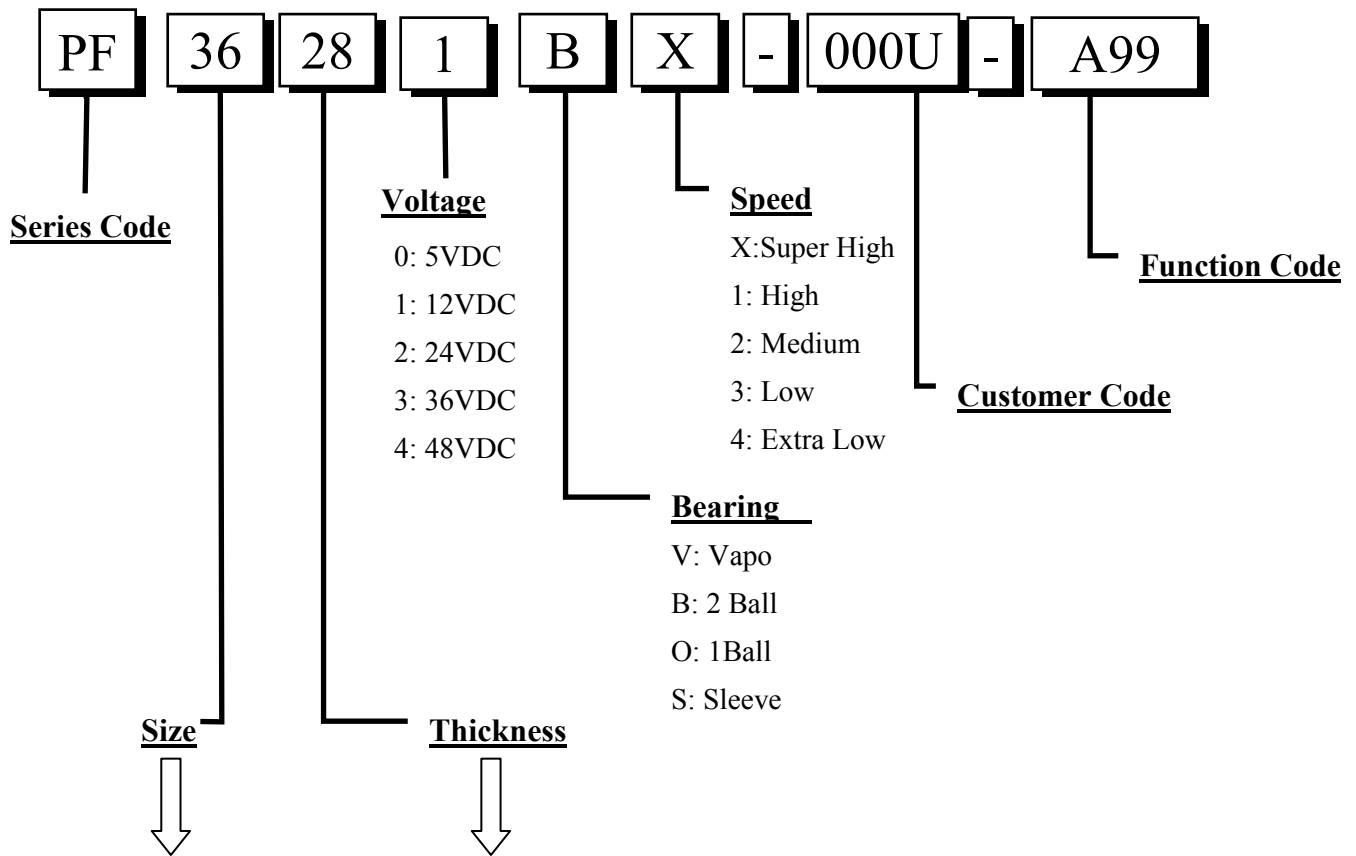 PF 36 28 1 B X - 000U - A99
Series Code
Voltage
0: 5VDC
1: 12VDC
2: 24VDC
3: 36VDC
4: 48VDC
Speed
X:Super High
1: High
2: Medium
3: Low
4: Extra Low
Function Code
Customer Code
Bearing
V: Vapo
B: 2 Ball
O: 1Ball
S: Sleeve
Size
Thickness